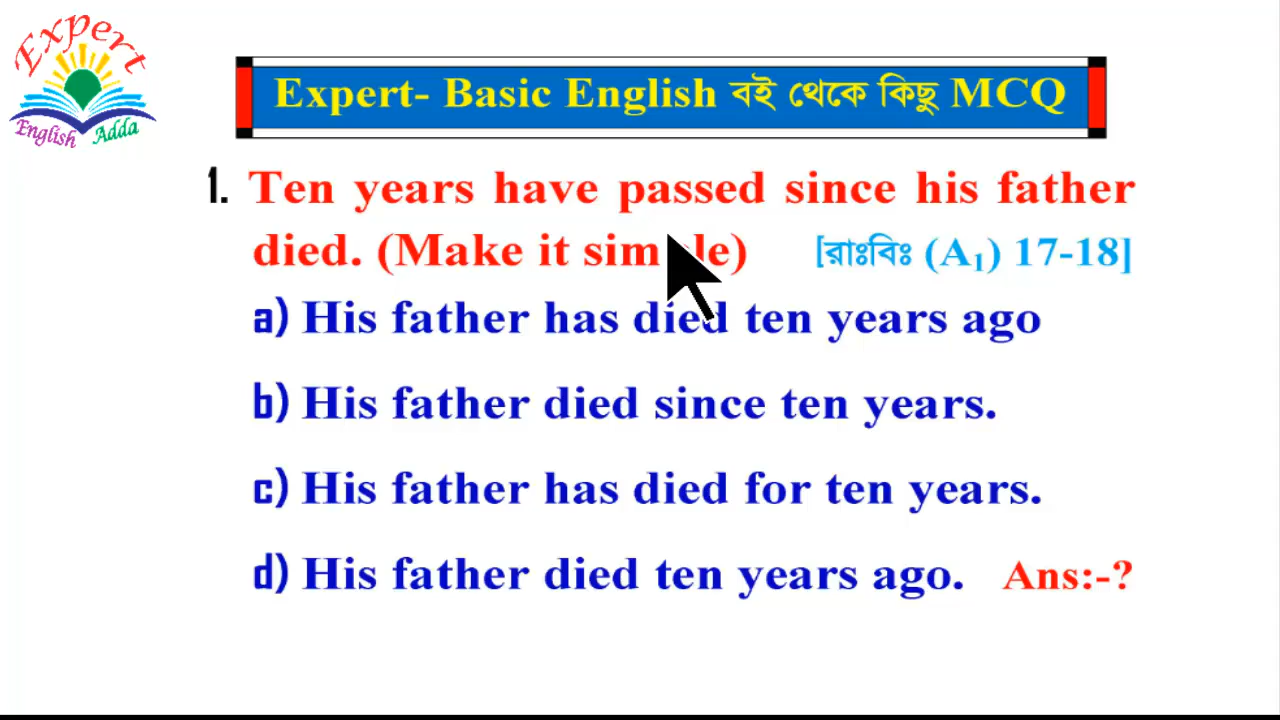 Expert
English Adda
Expert- Basic English বই থেকে কিছু MCQ
1. Ten years have passed since his father
died. (Make it simple) [রাঃবিঃ (A₁) 17-18]
a) His father has died ten years ago
b) His father died since ten years.
c) His father has died for ten years.
d) His father died ten years ago. Ans:-?